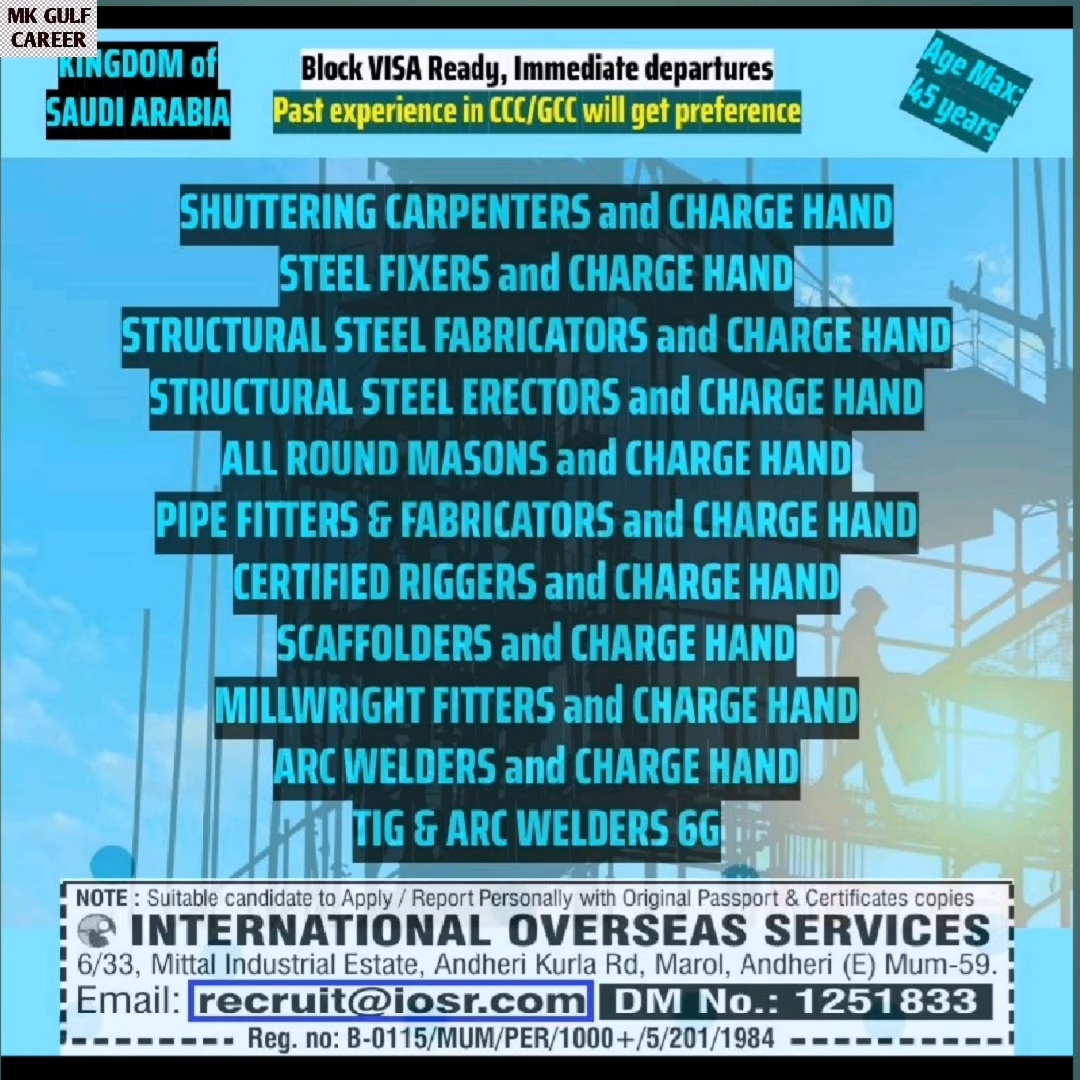 MK GULF
CAREER
KINGDOM of
SAUDI ARABIA
Block VISA Ready, Immediate departures
Past experience in CCC/GCC will get preference
Age Max:
45 years
SHUTTERING CARPENTERS and CHARGE HAND
STEEL FIXERS and CHARGE HAND
STRUCTURAL STEEL FABRICATORS and CHARGE HAND
STRUCTURAL STEEL ERECTORS and CHARGE HAND
ALL ROUND MASONS and CHARGE HAND
PIPE FITTERS & FABRICATORS and CHARGE HAND
CERTIFIED RIGGERS and CHARGE HAND
SCAFFOLDERS and CHARGE HAND
MILLWRIGHT FITTERS and CHARGE HAND
ARC WELDERS and CHARGE HAND
TIG & ARC WELDERS 6G
NOTE : Suitable candidate to Apply / Report Personally with Original Passport & Certificates copies
INTERNATIONAL OVERSEAS SERVICES
6/33, Mittal Industrial Estate, Andheri Kurla Rd, Marol, Andheri (E) Mum-59.
Email: recruit@iosr.com DM No.: 1251833
Reg. no: B-0115/MUM/PER/1000+/5/201/1984